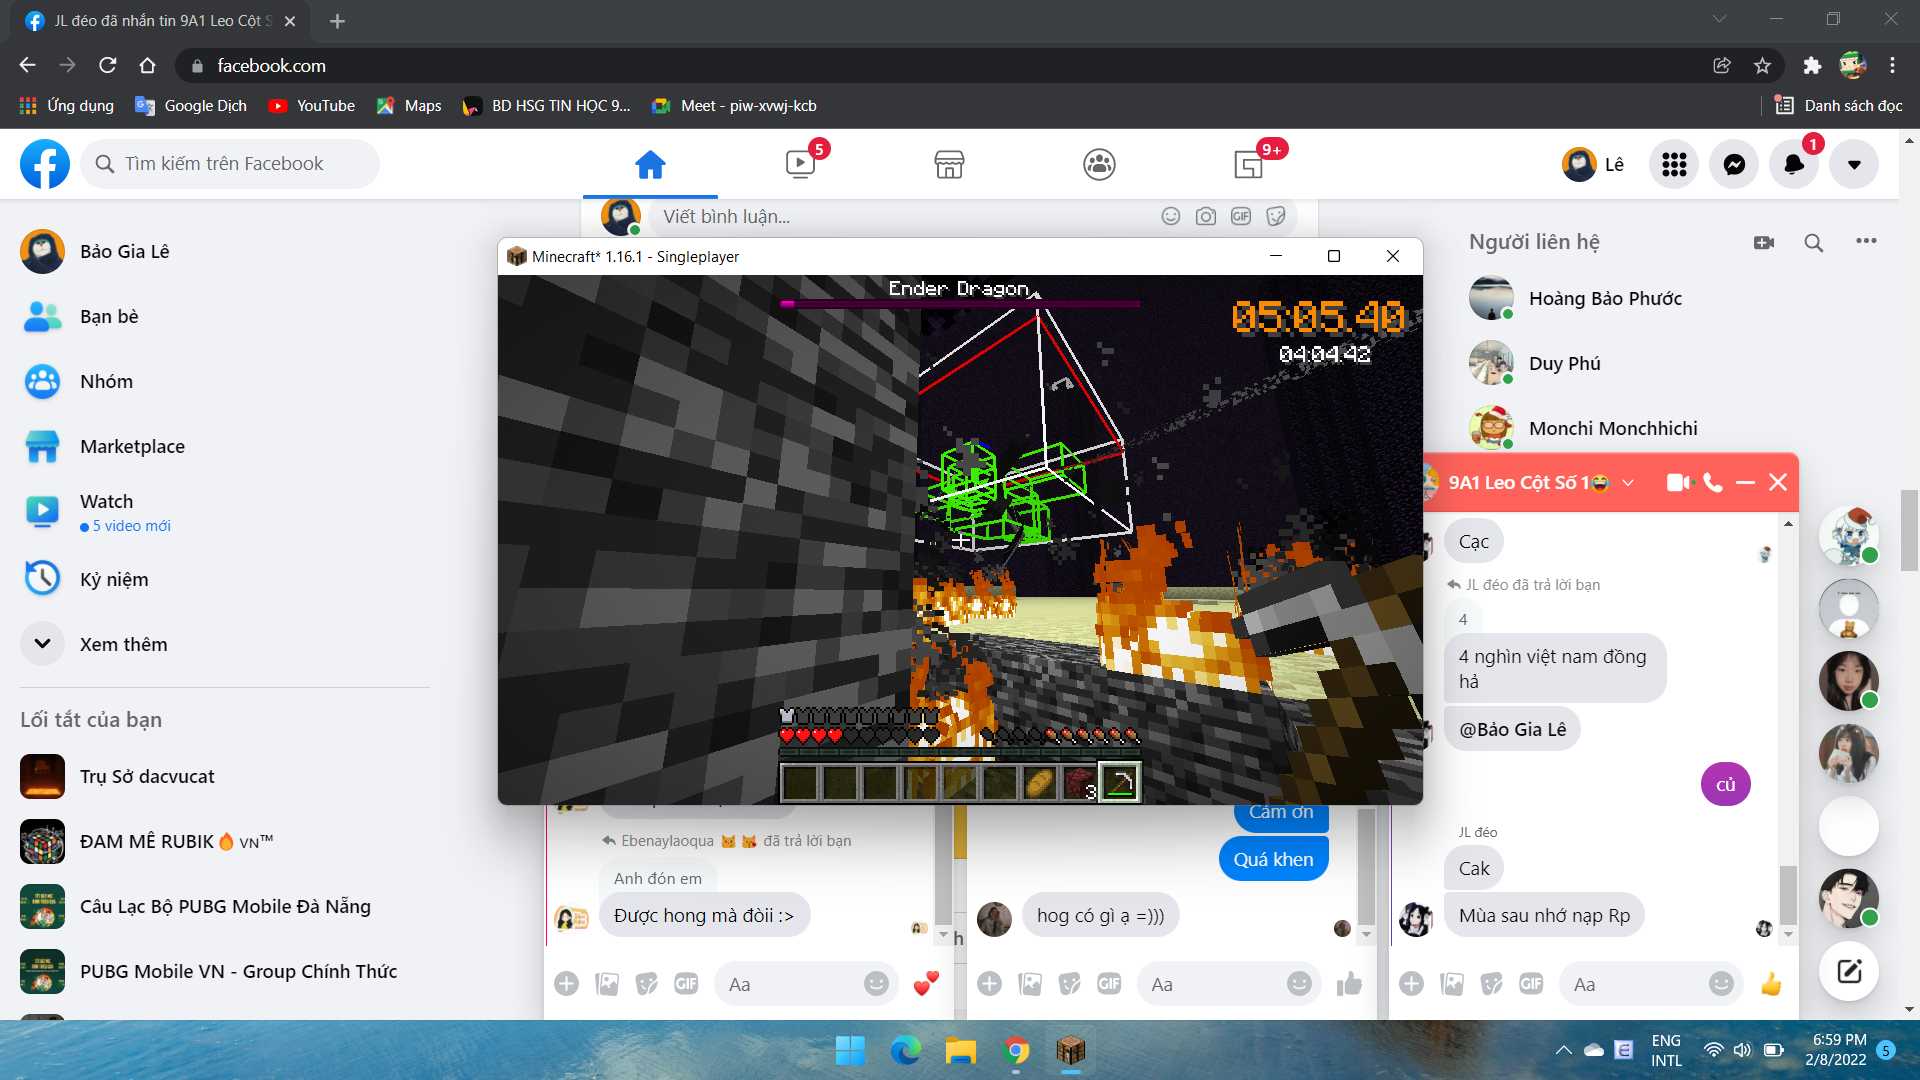 JL đéo đã nhắn tin 9A1 Leo Cột S
facebook.com
Ứng dụng
Google Dịch
YouTube
Maps
BD HSG TIN HỌC 9...
Meet - piw-xvwj-kcb
Danh sách đọc
Tìm kiếm trên Facebook
5
9+
Lê
1
Viết bình luận...
GIF
Bảo Gia Lê
Bạn bè
Nhóm
Marketplace
Watch
5 video mới
Kỷ niệm
Xem thêm
Lối tắt của bạn
Trụ Sở dacvucat
ĐAM MÊ RUBIK🔥 VN™
Câu Lạc Bộ PUBG Mobile Đà Nẵng
PUBG Mobile VN - Group Chính Thức
Minecraft* 1.16.1 - Singleplayer
Ender Dragon
05:05.40
04:04.42
3
Người liên hệ
Hoàng Bảo Phước
Duy Phú
Monchi Monchhichi
9A1 Leo Cột Số 1😂
Cạc
JL đéo đã trả lời bạn
4
4 nghìn việt nam đồng
hả
@Bảo Gia Lê
củ
JL đéo
Cak
Mùa sau nhớ nạp Rp
GIF
Aa
Ebenaylaoqua 😼 😽 đã trả lời bạn
Anh đón em
Được hong mà đòii :>
GIF
Aa
Cảm ơn
Quá khen
hog có gì ạ =)))
GIF
Aa
h
ENG
INTL
6:59 PM
2/8/2022
5